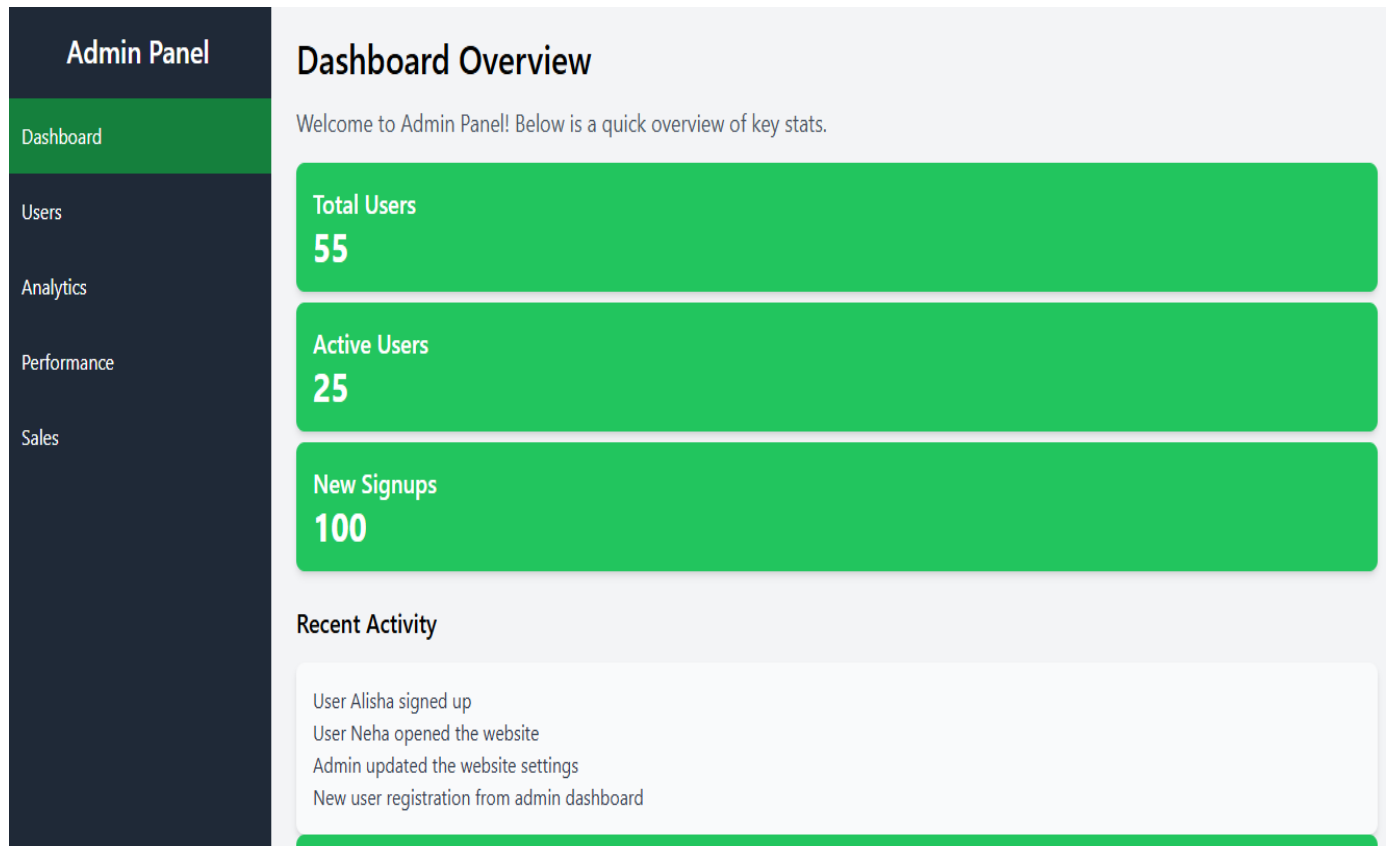 Admin Panel
Dashboard
Users
Analytics
Performance
Sales
Dashboard Overview
Welcome to Admin Panel! Below is a quick overview of key stats.
Total Users
55
Active Users
25
New Signups
100
Recent Activity
User Alisha signed up
User Neha opened the website
Admin updated the website settings
New user registration from admin dashboard